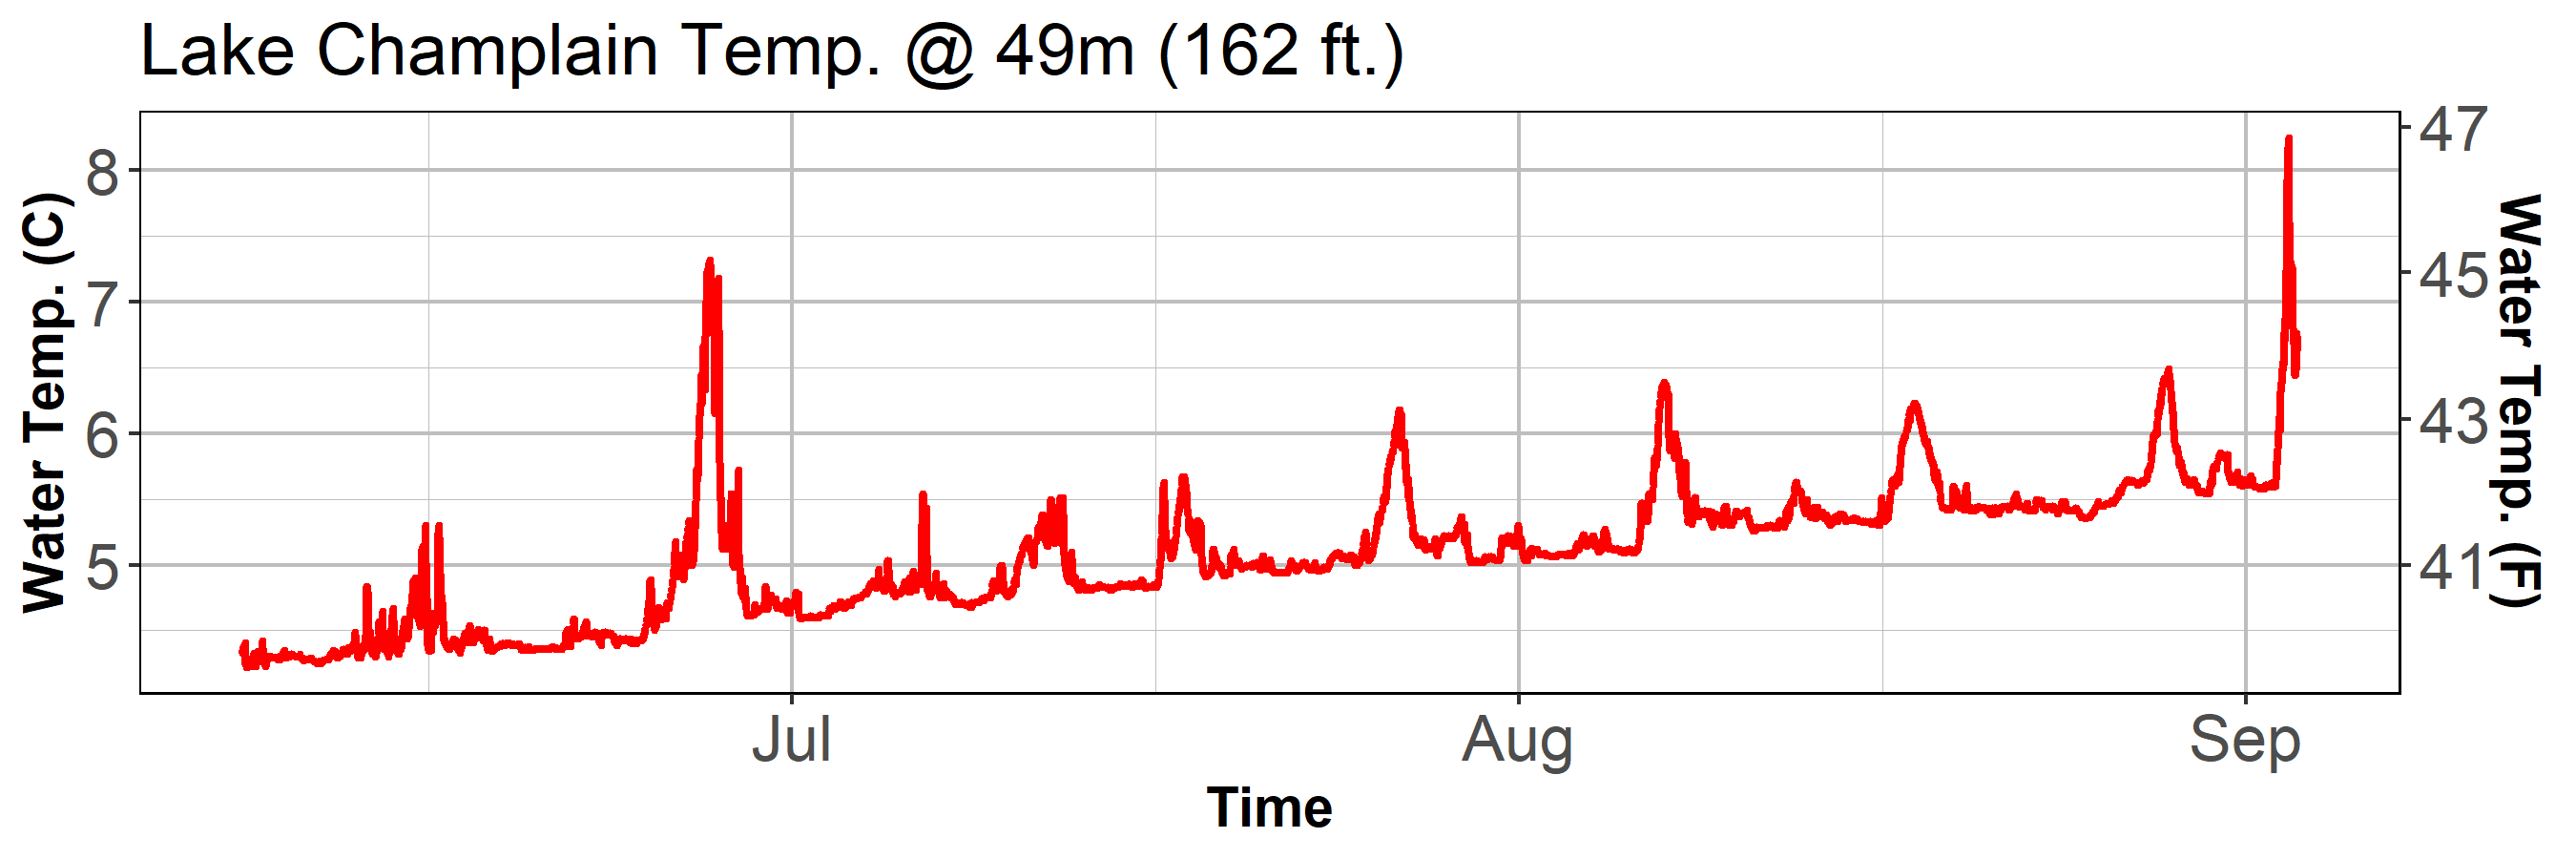 Lake Champlain Temp. @ 49m (162 ft.)
Water Temp. (C)
8
7
6
5
47
45
43
41
Water Temp. (F)
Jul
Aug
Sep
Time